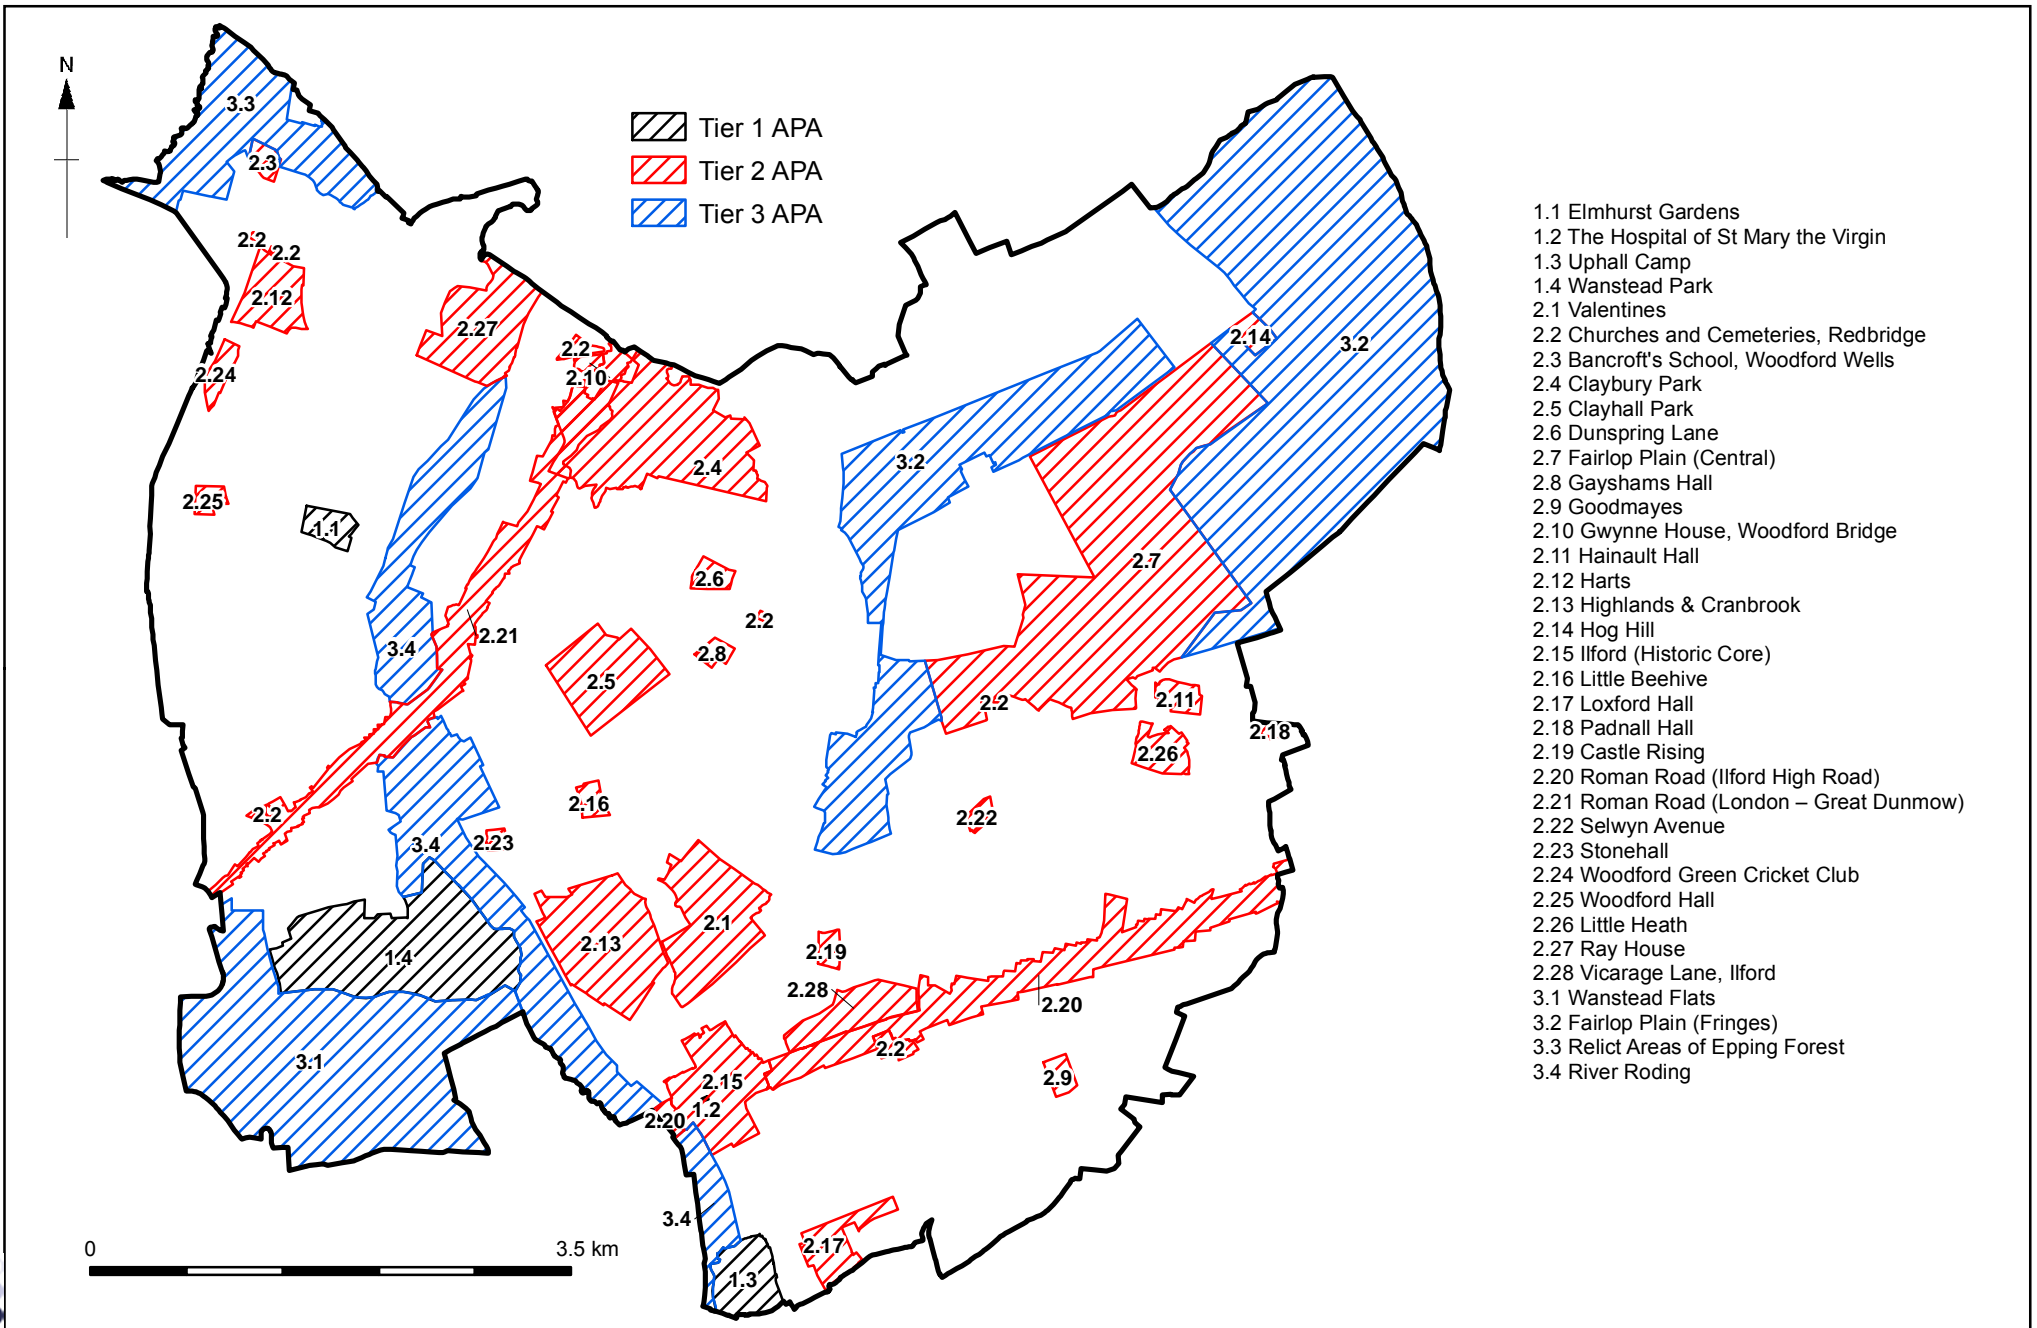 N
Tier 1 APA
Tier 2 APA
Tier 3 APA
3.3
2.3
2.2
2.2
2.12
2.27
2.24
2.2
2.10
2.14
3.2
2.4
3.2
2.25
1.1
2.7
2.6
2.2
2.21
3.4
2.8
2.5
2.2
2.11
2.18
2.26
2.16
2.2
2.22
3.4
2.23
2.1
2.13
2.19
1.4
2.28
2.20
2.2
3.1
2.9
2.15
1.2
2.20
3.4
2.17
1.3
0
3.5 km
1.1 Elmhurst Gardens
1.2 The Hospital of St Mary the Virgin
1.3 Uphall Camp
1.4 Wanstead Park
2.1 Valentines
2.2 Churches and Cemeteries, Redbridge
2.3 Bancroft's School, Woodford Wells
2.4 Claybury Park
2.5 Clayhall Park
2.6 Dunspring Lane
2.7 Fairlop Plain (Central)
2.8 Gayshams Hall
2.9 Goodmayes
2.10 Gwynne House, Woodford Bridge
2.11 Hainault Hall
2.12 Harts
2.13 Highlands & Cranbrook
2.14 Hog Hill
2.15 Ilford (Historic Core)
2.16 Little Beehive
2.17 Loxford Hall
2.18 Padnall Hall
2.19 Castle Rising
2.20 Roman Road (Ilford High Road)
2.21 Roman Road (London – Great Dunmow)
2.22 Selwyn Avenue
2.23 Stonehall
2.24 Woodford Green Cricket Club
2.25 Woodford Hall
2.26 Little Heath
2.27 Ray House
2.28 Vicarage Lane, Ilford
3.1 Wanstead Flats
3.2 Fairlop Plain (Fringes)
3.3 Relict Areas of Epping Forest
3.4 River Roding